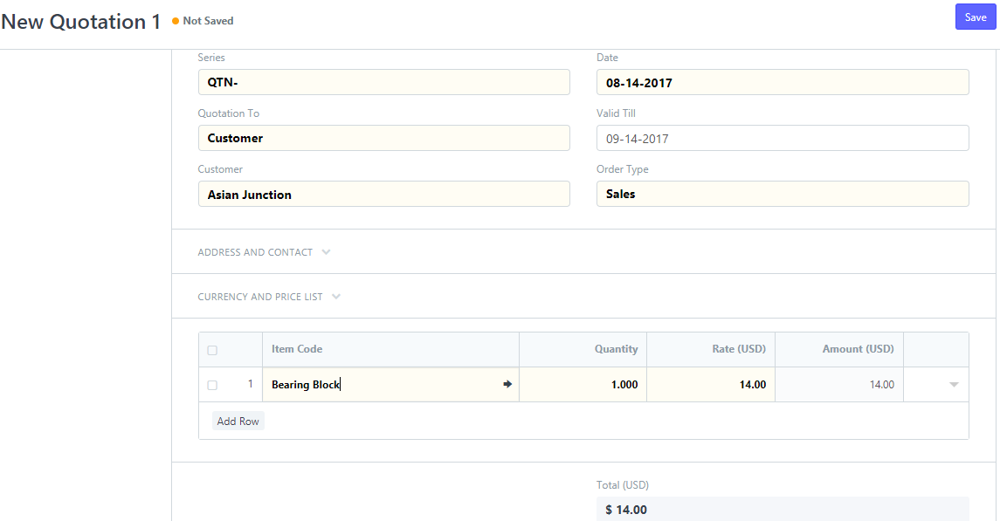 New Quotation 1 Not Saved Save
Series Date
QTN- 08-14-2017
Quotation To Valid Till
Customer 09-14-2017
Customer Order Type
Asian Junction Sales
ADDRESS AND CONTACT
CURRENCY AND PRICE LIST
Item Code Quantity Rate (USD) Amount (USD)
1 Bearing Block 1.000 14.00 14.00
Add Row
Total (USD)
$ 14.00